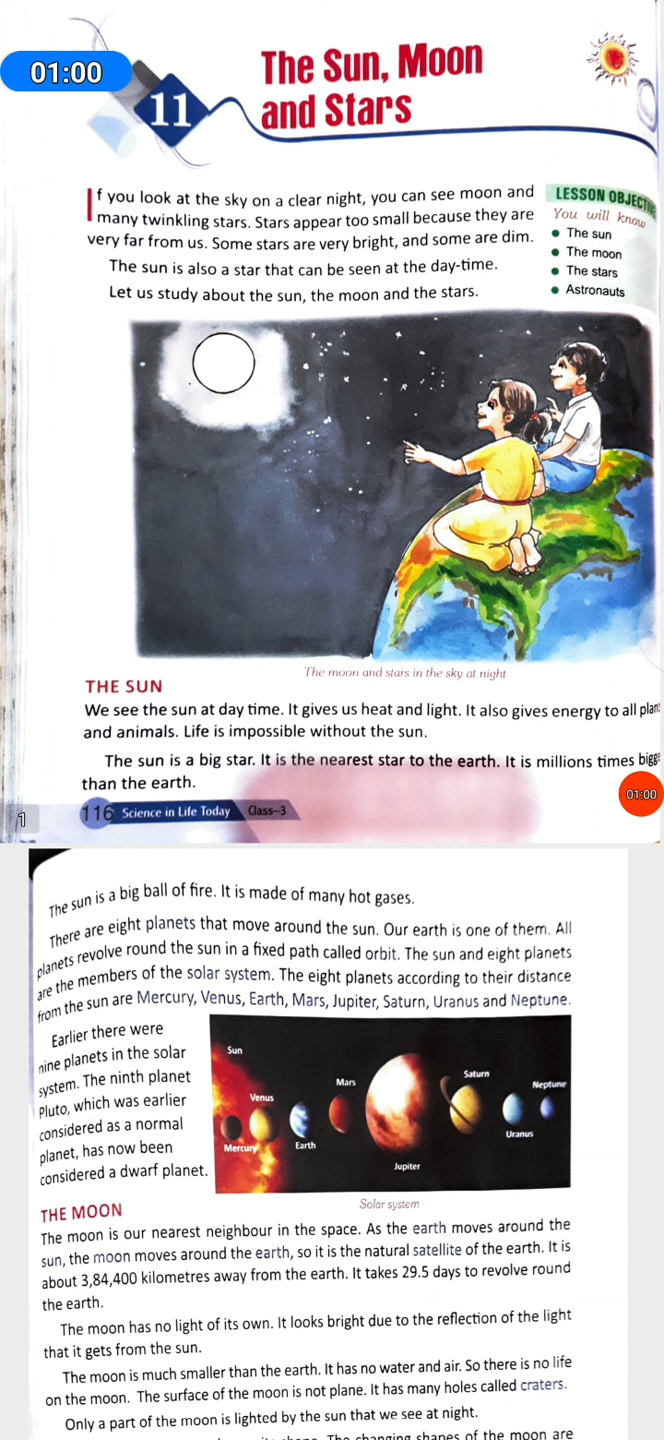 01:00
11
The Sun, Moon
and Stars
If you look at the sky on a clear night, you can see moon and
many twinkling stars. Stars appear too small because they are
very far from us. Some stars are very bright, and some are dim.
The sun is also a star that can be seen at the day-time.
Let us study about the sun, the moon and the stars.
LESSON OBJECTIV
You will know
• The sun
• The moon
• The stars
• Astronauts
The moon and stars in the sky at night
THE SUN
We see the sun at day time. It gives us heat and light. It also gives energy to all plant
and animals. Life is impossible without the sun.
The sun is a big star. It is the nearest star to the earth. It is millions times bigge
than the earth.
01:00
1
116 Science in Life Today Class–3
The sun is a big ball of fire. It is made of many hot gases.
There are eight planets that move around the sun. Our earth is one of them. All
planets revolve round the sun in a fixed path called orbit. The sun and eight planets
are the members of the solar system. The eight planets according to their distance
from the sun are Mercury, Venus, Earth, Mars, Jupiter, Saturn, Uranus and Neptune.
Earlier there were
nine planets in the solar
system. The ninth planet
Pluto, which was earlier
considered as a normal
planet, has now been
considered a dwarf planet.
Sun
Mercury
Venus
Earth
Mars
Jupiter
Saturn
Uranus
Neptune
Solar system
THE MOON
The moon is our nearest neighbour in the space. As the earth moves around the
sun, the moon moves around the earth, so it is the natural satellite of the earth. It is
about 3,84,400 kilometres away from the earth. It takes 29.5 days to revolve round
the earth.
The moon has no light of its own. It looks bright due to the reflection of the light
that it gets from the sun.
The moon is much smaller than the earth. It has no water and air. So there is no life
on the moon. The surface of the moon is not plane. It has many holes called craters.
Only a part of the moon is lighted by the sun that we see at night.
The changing shapes of the moon are